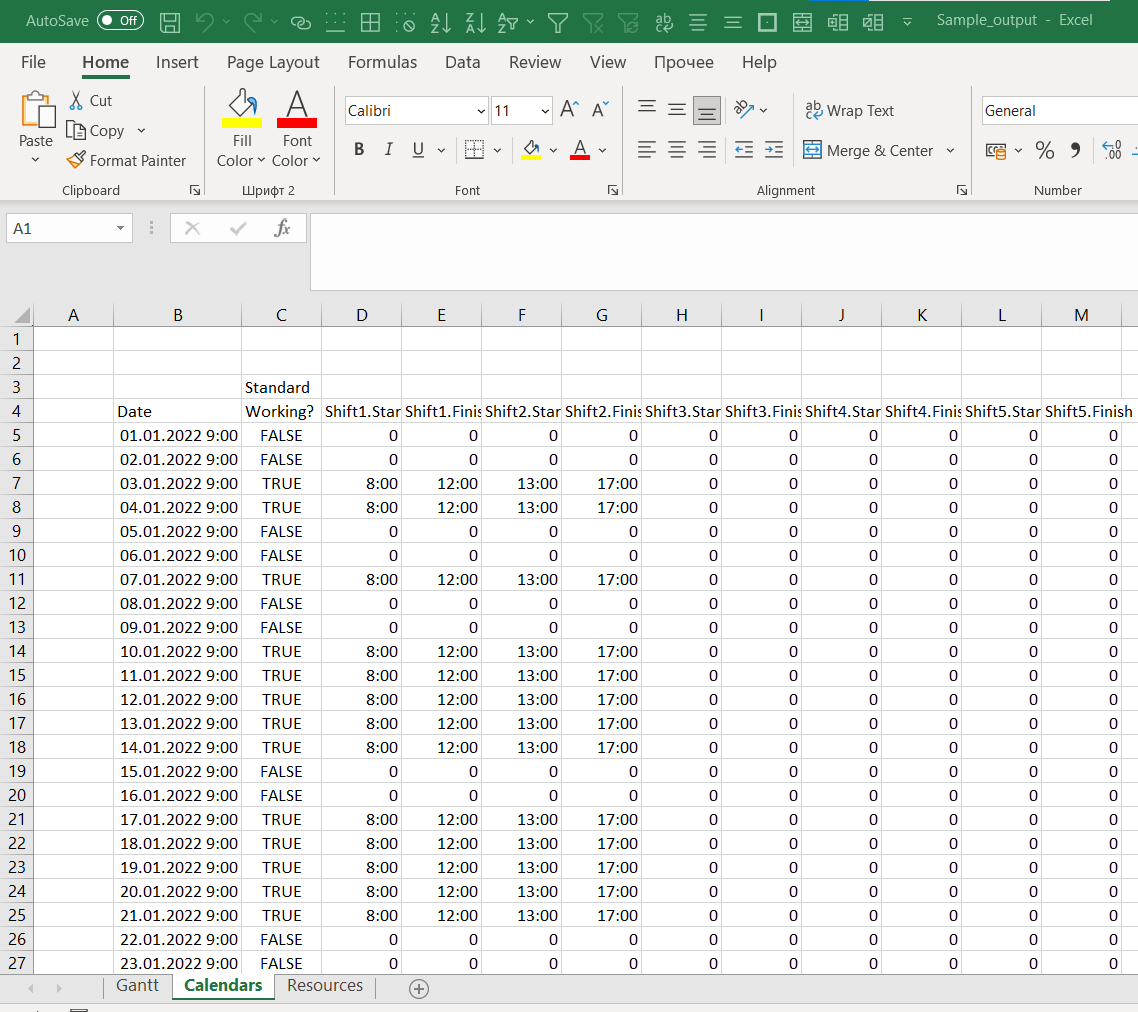 AutoSave Off Sample_output - Excel
File Home Insert Page Layout Formulas Data Review View Прочее Help
Cut
Copy
Format Painter
Paste
Fill Color
Font Color
Calibri 11
B I U
Wrap Text
Merge & Center
General
Clipboard Шрифт 2 Font Alignment Number
A1 fx
A B C D E F G H I J K L M
1
2
3 Standard
4 Date Working? Shift1.Star Shift1.Finis Shift2.Star Shift2.Finis Shift3.Star Shift3.Finis Shift4.Star Shift4.Finis Shift5.Star Shift5.Finish
5 01.01.2022 9:00 FALSE 0 0 0 0 0 0 0 0 0 0
6 02.01.2022 9:00 FALSE 0 0 0 0 0 0 0 0 0 0
7 03.01.2022 9:00 TRUE 8:00 12:00 13:00 17:00 0 0 0 0 0 0
8 04.01.2022 9:00 TRUE 8:00 12:00 13:00 17:00 0 0 0 0 0 0
9 05.01.2022 9:00 FALSE 0 0 0 0 0 0 0 0 0 0
10 06.01.2022 9:00 FALSE 0 0 0 0 0 0 0 0 0 0
11 07.01.2022 9:00 TRUE 8:00 12:00 13:00 17:00 0 0 0 0 0 0
12 08.01.2022 9:00 FALSE 0 0 0 0 0 0 0 0 0 0
13 09.01.2022 9:00 FALSE 0 0 0 0 0 0 0 0 0 0
14 10.01.2022 9:00 TRUE 8:00 12:00 13:00 17:00 0 0 0 0 0 0
15 11.01.2022 9:00 TRUE 8:00 12:00 13:00 17:00 0 0 0 0 0 0
16 12.01.2022 9:00 TRUE 8:00 12:00 13:00 17:00 0 0 0 0 0 0
17 13.01.2022 9:00 TRUE 8:00 12:00 13:00 17:00 0 0 0 0 0 0
18 14.01.2022 9:00 TRUE 8:00 12:00 13:00 17:00 0 0 0 0 0 0
19 15.01.2022 9:00 FALSE 0 0 0 0 0 0 0 0 0 0
20 16.01.2022 9:00 FALSE 0 0 0 0 0 0 0 0 0 0
21 17.01.2022 9:00 TRUE 8:00 12:00 13:00 17:00 0 0 0 0 0 0
22 18.01.2022 9:00 TRUE 8:00 12:00 13:00 17:00 0 0 0 0 0 0
23 19.01.2022 9:00 TRUE 8:00 12:00 13:00 17:00 0 0 0 0 0 0
24 20.01.2022 9:00 TRUE 8:00 12:00 13:00 17:00 0 0 0 0 0 0
25 21.01.2022 9:00 TRUE 8:00 12:00 13:00 17:00 0 0 0 0 0 0
26 22.01.2022 9:00 FALSE 0 0 0 0 0 0 0 0 0 0
27 23.01.2022 9:00 FALSE 0 0 0 0 0 0 0 0 0 0
Gantt Calendars Resources